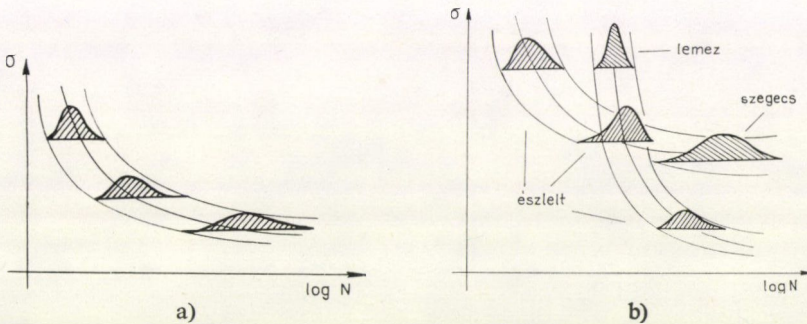 σ
log N
a)
σ
lemez
szegecs
észlelt
log N
b)